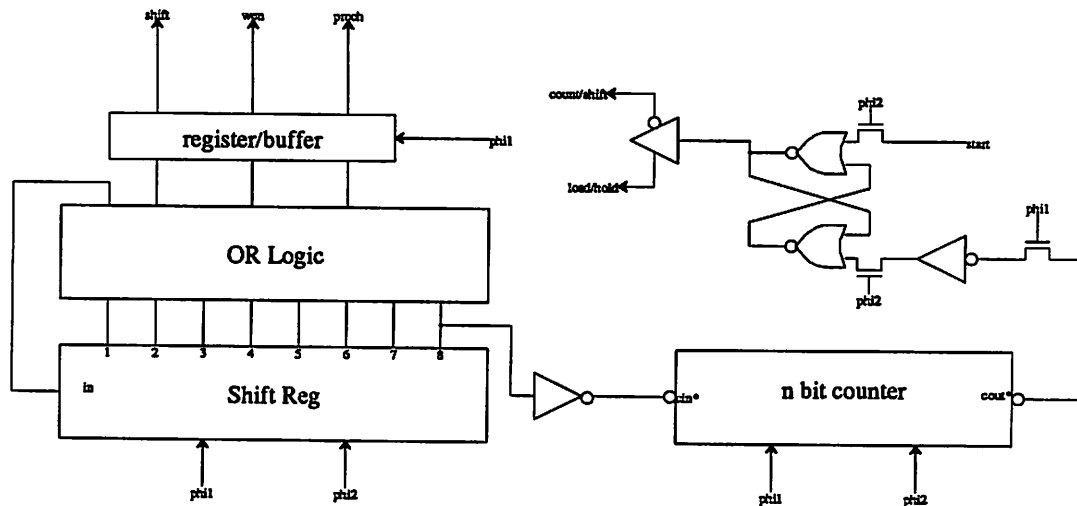 shift wen prech
register/buffer
phi1
OR Logic
1 2 3 4 5 6 7 8
in
Shift Reg
phi1 phi2
count/shift
load/hold
phi2
start
phi1
phi2
cin*
n bit counter
cout*
phi1 phi2